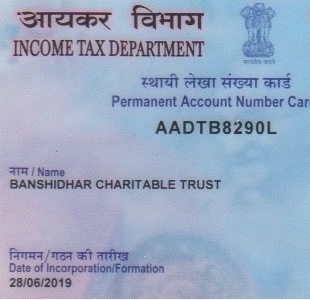 आयकर विभाग
INCOME TAX DEPARTMENT
स्थायी लेखा संख्या कार्ड
Permanent Account Number Car
AADTB8290L
नाम / Name
BANSHIDHAR CHARITABLE TRUST
निगमन / गठन की तारीख
Date of Incorporation/Formation
28/06/2019